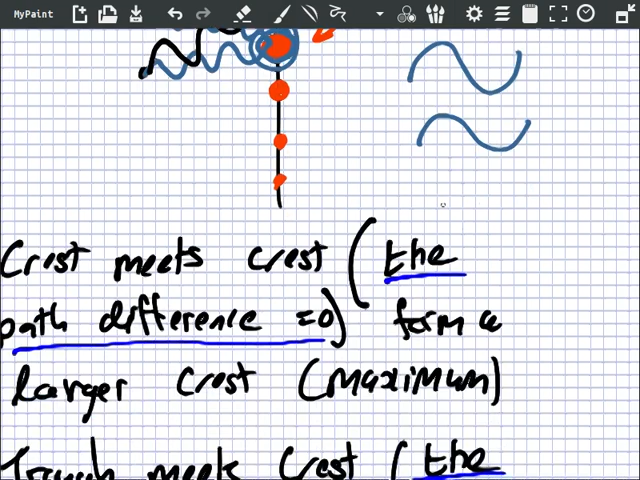 MyPaint
Crest meets crest (the
path difference =0) form a
larger crest (maximum)
Trough meets crest (the